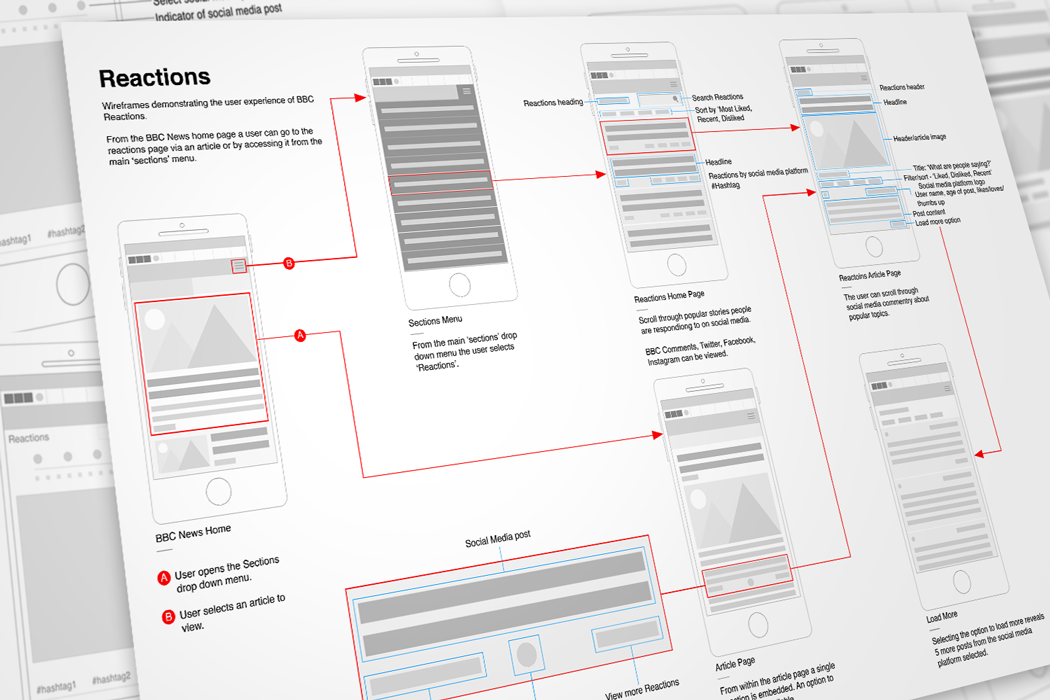 Indicator of social media post
Reactions
Wireframes demonstrating the user experience of BBC
Reactions.
From the BBC News home page a user can go to the
reactions page via an article or by accessing it from the
main 'sections' menu.
B
A
BBC News Home
A User opens the Sections
drop down menu.
B User selects an article to
view.
Sections Menu
From the main 'sections' drop
down menu the user selects
'Reactions'.
Reactions heading
Search Reactions
Sort by 'Most Liked,
Recent, Disliked
Headline
Reactions by social media platform
#Hashtag
Reactions Home Page
Scroll through popular stories people
are respondiong to on social media.
BBC Comments, Twitter, Facebook,
Instagram can be viewed.
Reactions header
Headline
Header/article image
Title: 'What are people saying?'
Filter/sort - 'Liked, Disliked, Recent'
Social media platform logo
User name, age of post, likes/loves/
thumbs up
Post content
Load more option
Reactoins Article Page
The user can scroll through
social media commentry about
popular topics.
Social Media post
View more Reactions
Article Page
From within the article page a single
is embedded. An option to
Load More
Selecting the option to load more reveals
5 more posts from the social media
platform selected.
#hashtag1
#hashtag2
Reactions
#hashtag1
#hashtag2